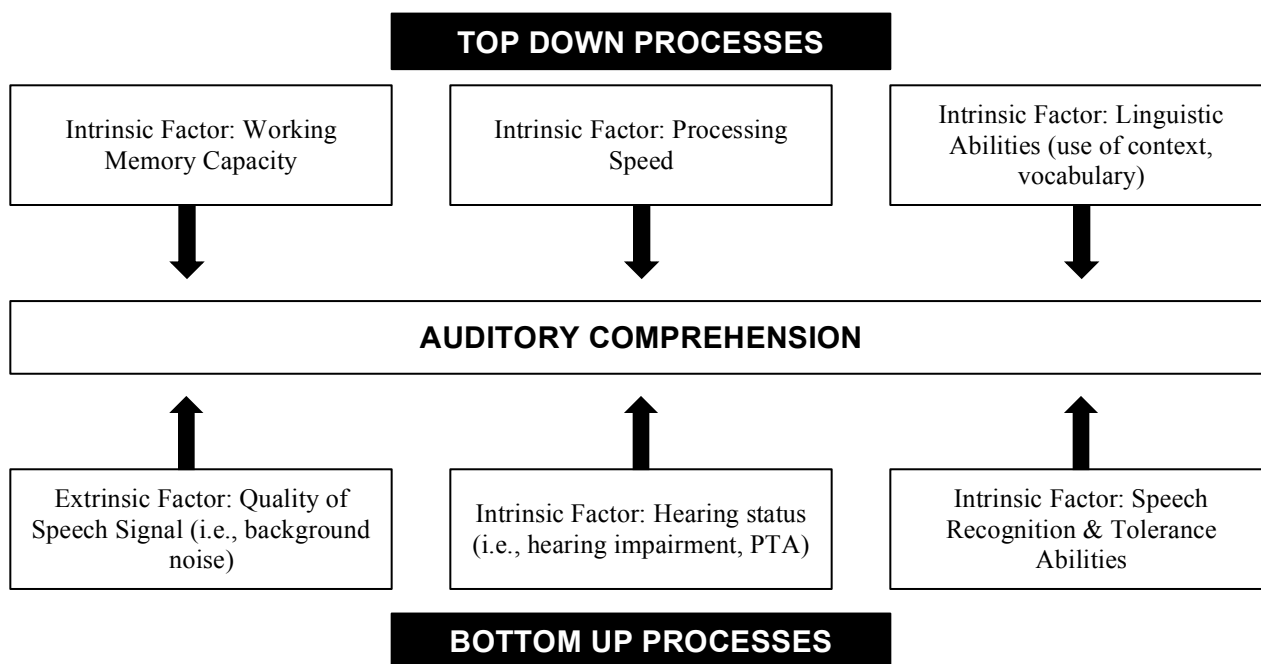 TOP DOWN PROCESSES
Intrinsic Factor: Working
Memory Capacity
Intrinsic Factor: Processing
Speed
Intrinsic Factor: Linguistic
Abilities (use of context,
vocabulary)
AUDITORY COMPREHENSION
Extrinsic Factor: Quality of
Speech Signal (i.e., background
noise)
Intrinsic Factor: Hearing status
(i.e., hearing impairment, PTA)
Intrinsic Factor: Speech
Recognition & Tolerance
Abilities
BOTTOM UP PROCESSES